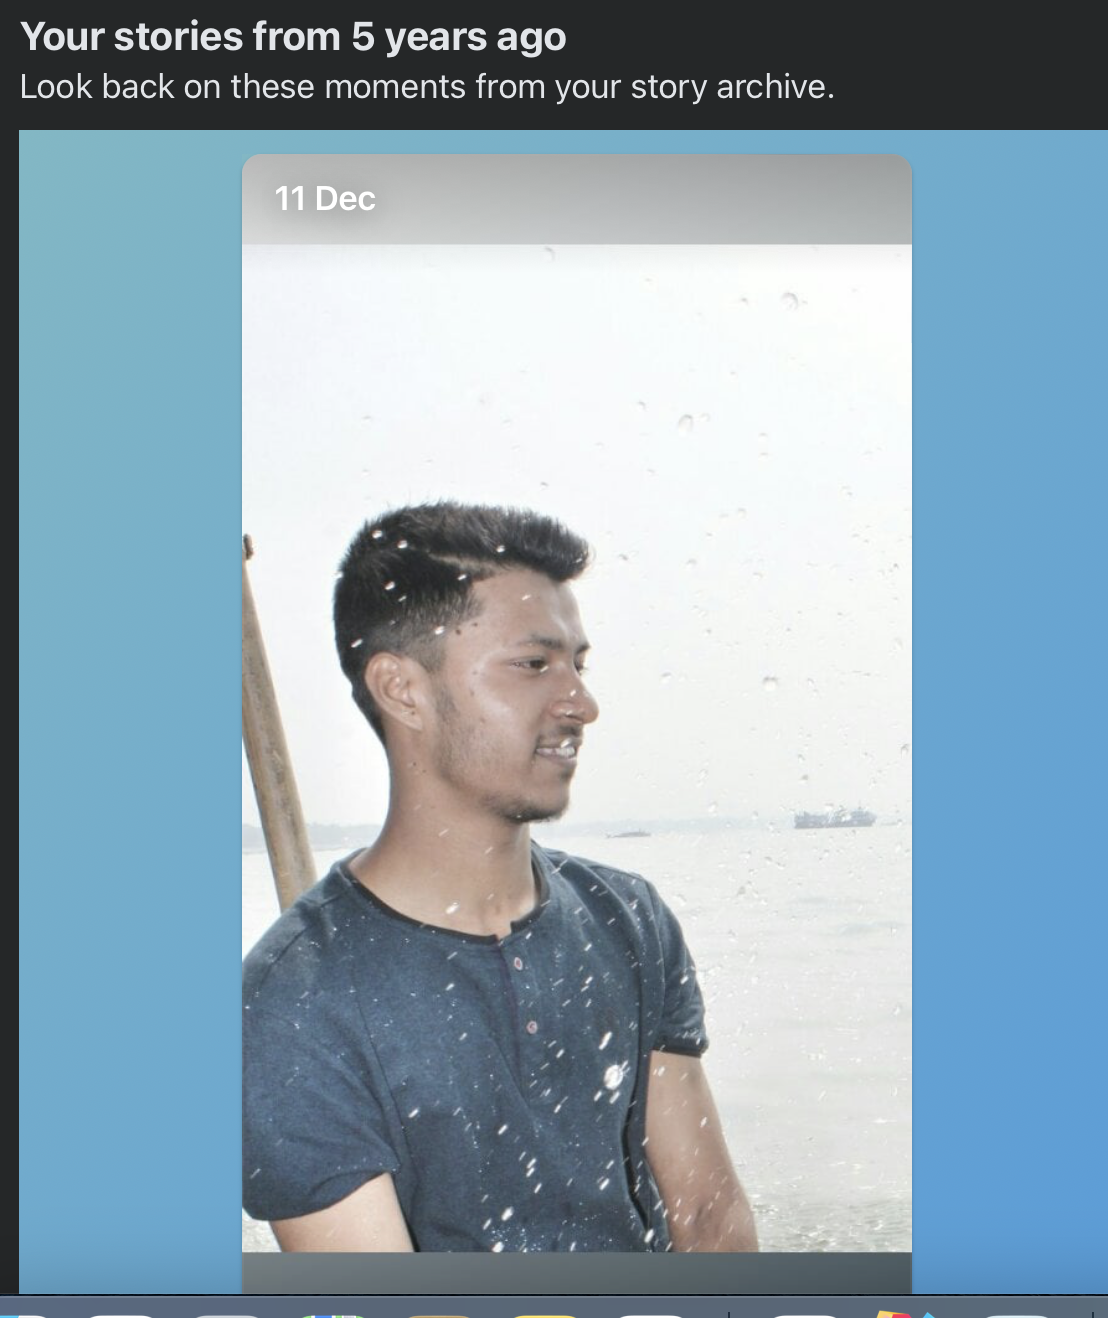 Your stories from 5 years ago
Look back on these moments from your story archive.
11 Dec